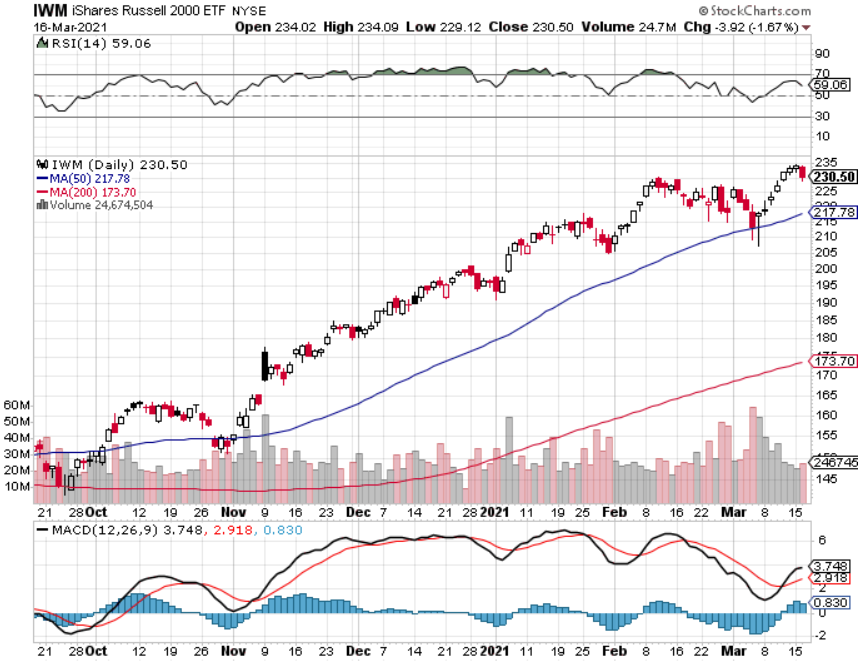 IWM iShares Russell 2000 ETF NYSE © StockCharts.com
16-Mar-2021 Open 234.02 High 234.09 Low 229.12 Close 230.50 Volume 24.7M Chg -3.92 (-1.67%)
RSI(14) 59.06
90
70
59.06
50
30
10
IWM (Daily) 230.50
MA(50) 217.78
MA(200) 173.70
Volume 24,674,504
235
230.50
225
217.78
215
210
205
200
195
190
185
180
173.70
170
165
60M 160
50M
40M 155
30M
20M 246745
10M 145
21 28 Oct 12 19 26 Nov 9 16 23 Dec 7 14 21 28 2021 11 19 25 Feb 8 16 22 Mar 8 15
MACD(12,26,9) 3.748, 2.918, 0.830
6
3.748
2.918
2
0.830
-2
21 28 Oct 12 19 26 Nov 9 16 23 Dec 7 14 21 28 2021 11 19 25 Feb 8 16 22 Mar 8 15